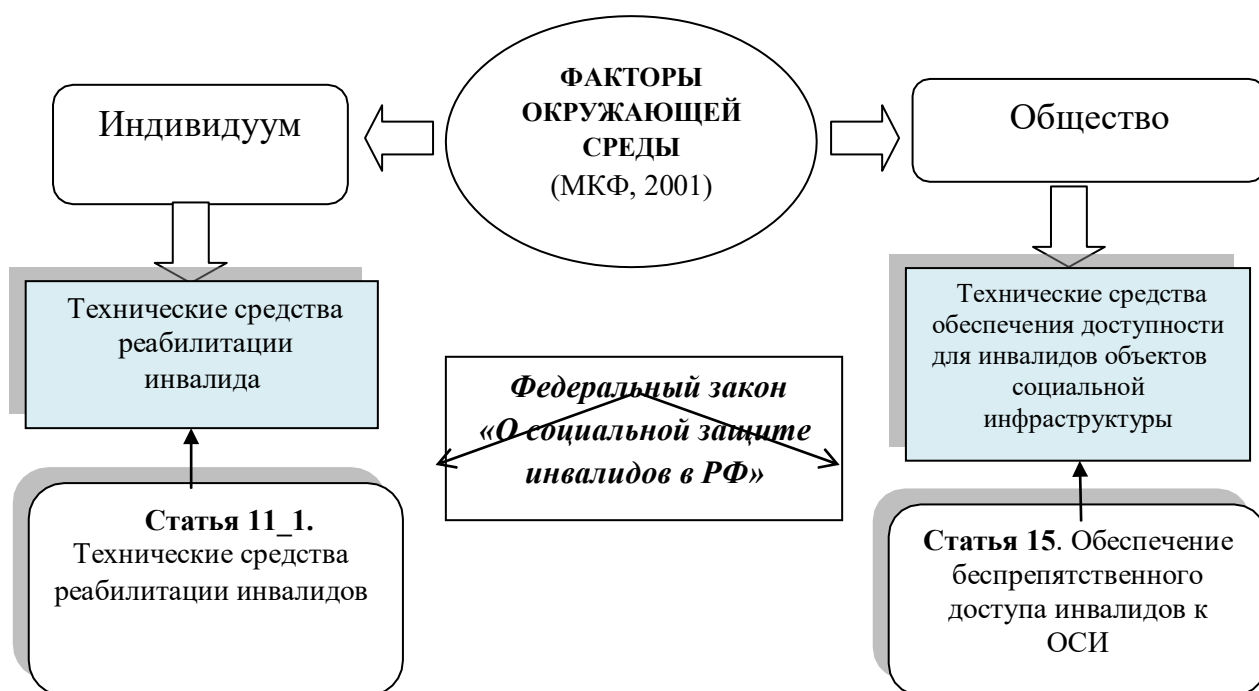 ФАКТОРЫ
ОКРУЖАЮЩЕЙ
СРЕДЫ
(МКФ, 2001)
Индивидуум
Общество
Технические средства
реабилитации
инвалида
Технические средства
обеспечения доступности
для инвалидов объектов
социальной
инфраструктуры
Федеральный закон
«О социальной защите
инвалидов в РФ»
Статья 11_1.
Технические средства
реабилитации инвалидов
Статья 15. Обеспечение
беспрепятственного
доступа инвалидов к
ОСИ